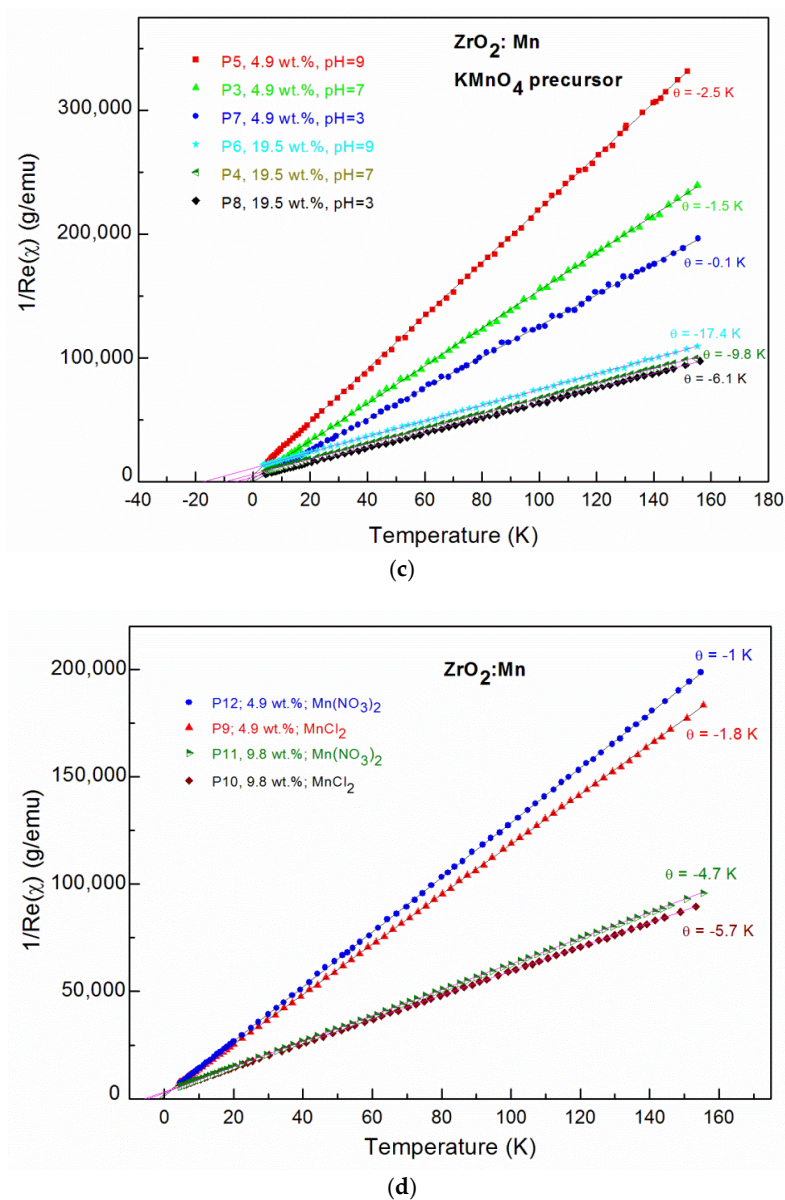 ZrO2: Mn
KMnO4 precursor
P5, 4.9 wt.%, pH=9
P3, 4.9 wt.%, pH=7
P7, 4.9 wt.%, pH=3
P6, 19.5 wt.%, pH=9
P4, 19.5 wt.%, pH=7
P8, 19.5 wt.%, pH=3
θ = -2.5 K
θ = -1.5 K
θ = -0.1 K
θ = -17.4 K
θ = -9.8 K
θ = -6.1 K
1/Re(χ) (g/emu)
300,000
200,000
100,000
0
-40 -20 0 20 40 60 80 100 120 140 160 180
Temperature (K)
(c)
ZrO2:Mn
P12; 4.9 wt.%; Mn(NO3)2
P9; 4.9 wt.%; MnCl2
P11, 9.8 wt.%; Mn(NO3)2
P10, 9.8 wt.%; MnCl2
θ = -1 K
θ = -1.8 K
θ = -4.7 K
θ = -5.7 K
1/Re(χ) (g/emu)
200,000
150,000
100,000
50,000
0
0 20 40 60 80 100 120 140 160
Temperature (K)
(d)